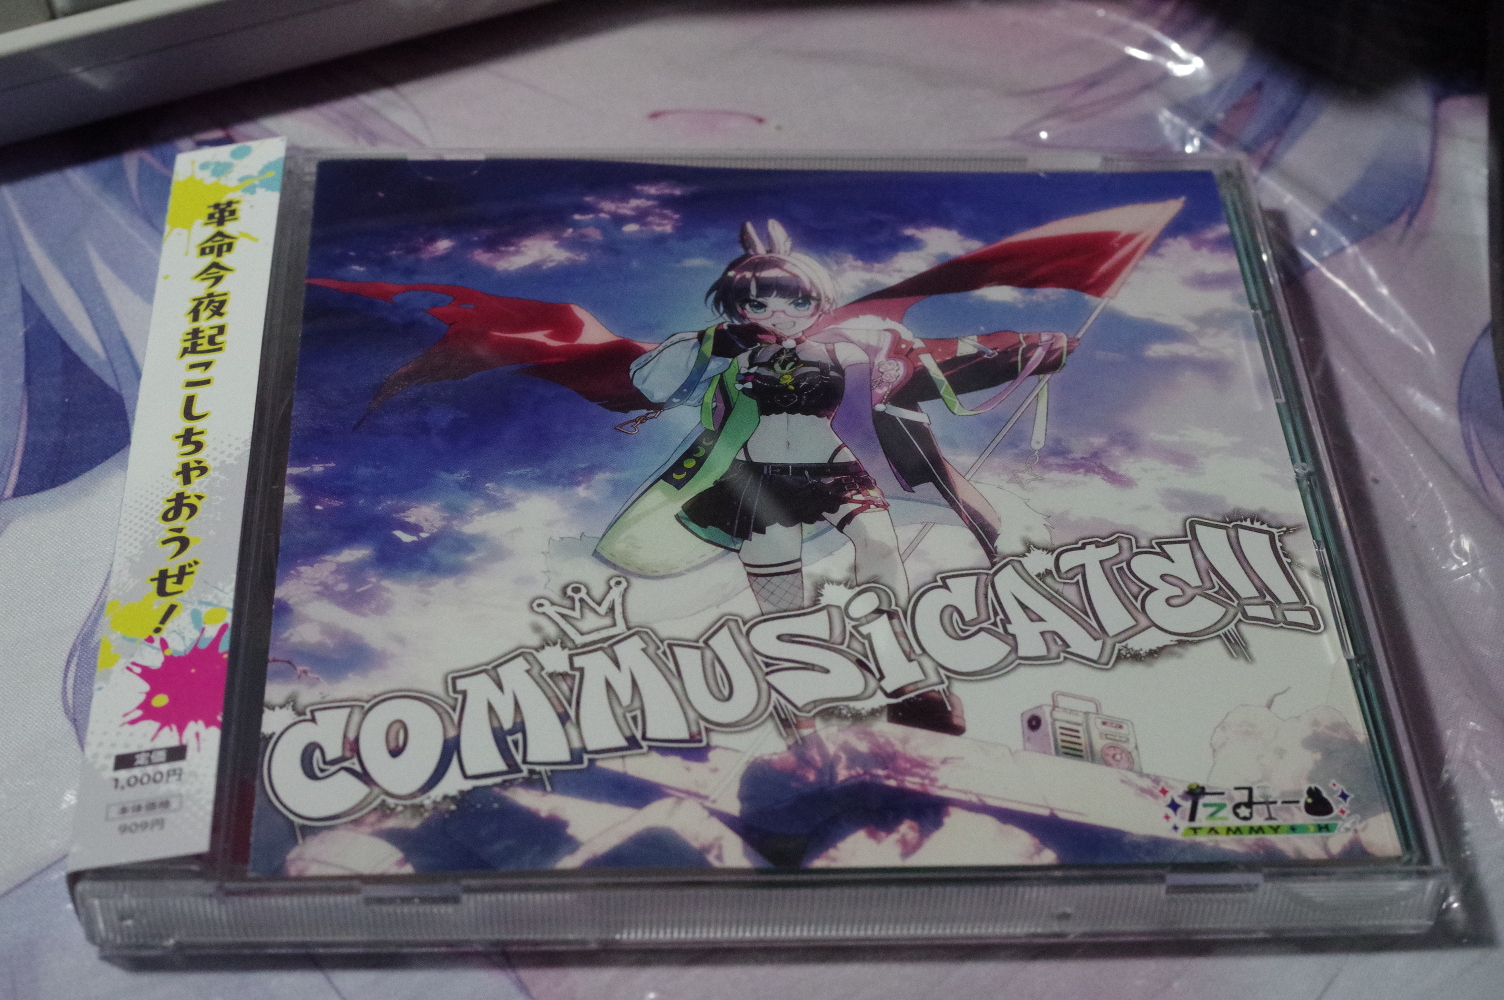 革命今夜起こしちゃおうぜ!
定価
1,000円
本体価格
909円
COMMUSiCATE!!
たみー
TAMMY